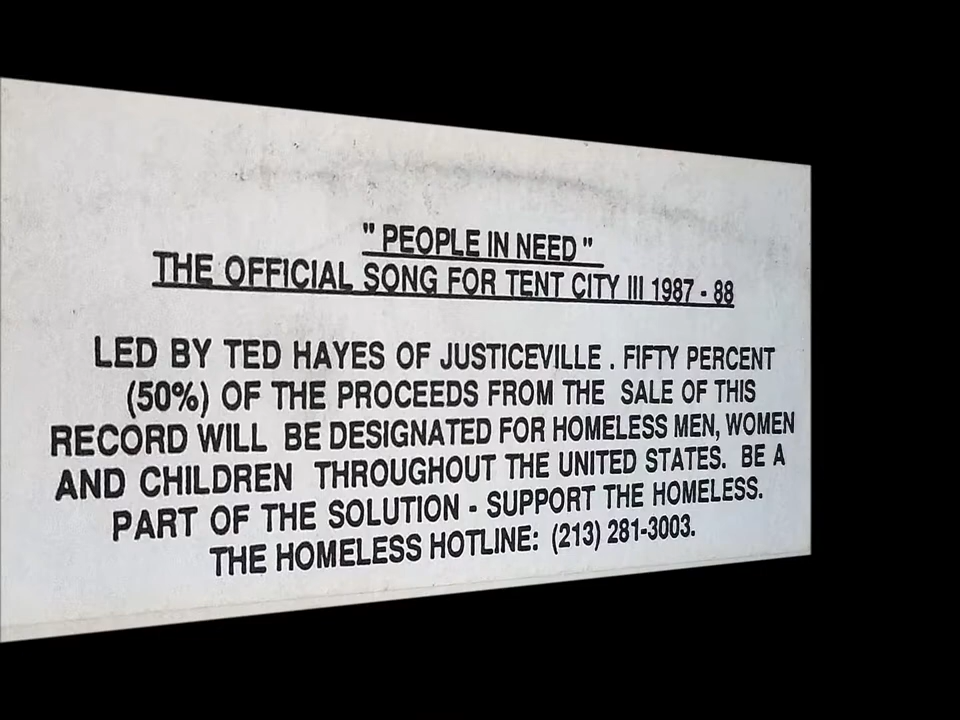 " PEOPLE IN NEED "
THE OFFICIAL SONG FOR TENT CITY III 1987 - 88
LED BY TED HAYES OF JUSTICEVILLE . FIFTY PERCENT
(50%) OF THE PROCEEDS FROM THE SALE OF THIS
RECORD WILL BE DESIGNATED FOR HOMELESS MEN, WOMEN
AND CHILDREN THROUGHOUT THE UNITED STATES. BE A
PART OF THE SOLUTION - SUPPORT THE HOMELESS.
THE HOMELESS HOTLINE: (213) 281-3003.